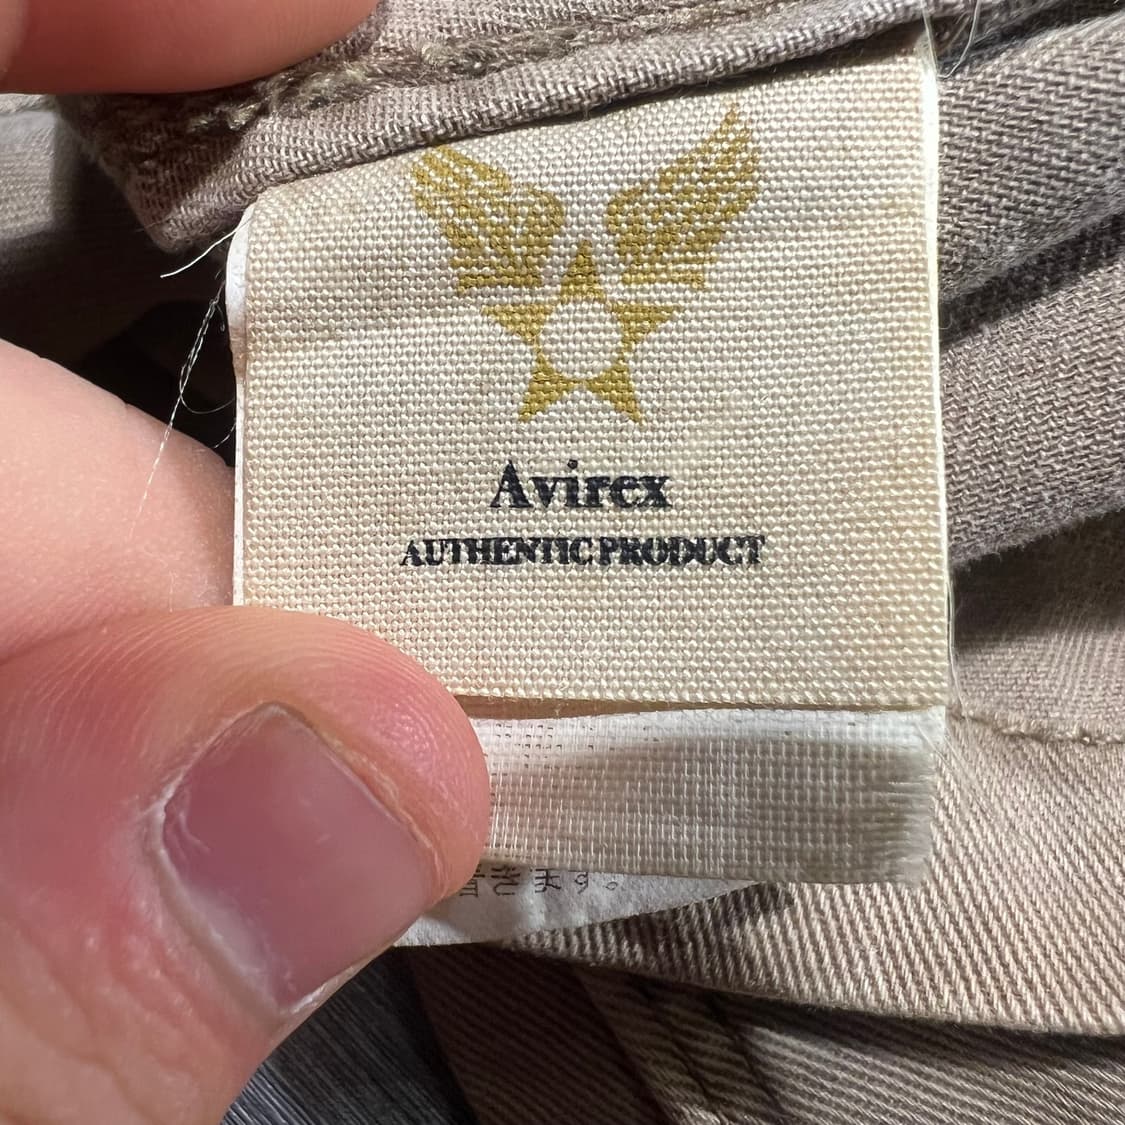 Avirex
AUTHENTIC PRODUCT
きます。